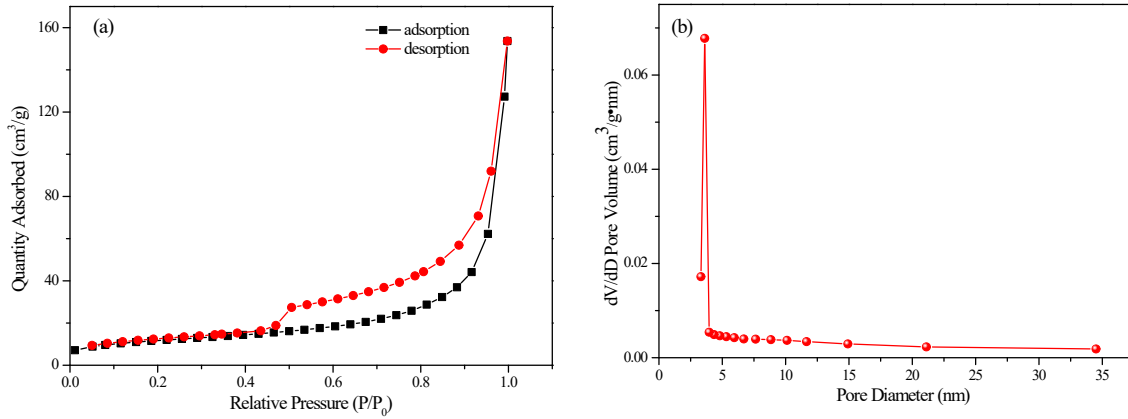 (a)
adsorption
desorption
Quantity Adsorbed (cm³/g)
160
120
80
40
0
0.0 0.2 0.4 0.6 0.8 1.0
Relative Pressure (P/P₀)
(b)
dV/dD Pore Volume (cm³/g•nm)
0.06
0.04
0.02
0.00
0 5 10 15 20 25 30 35
Pore Diameter (nm)